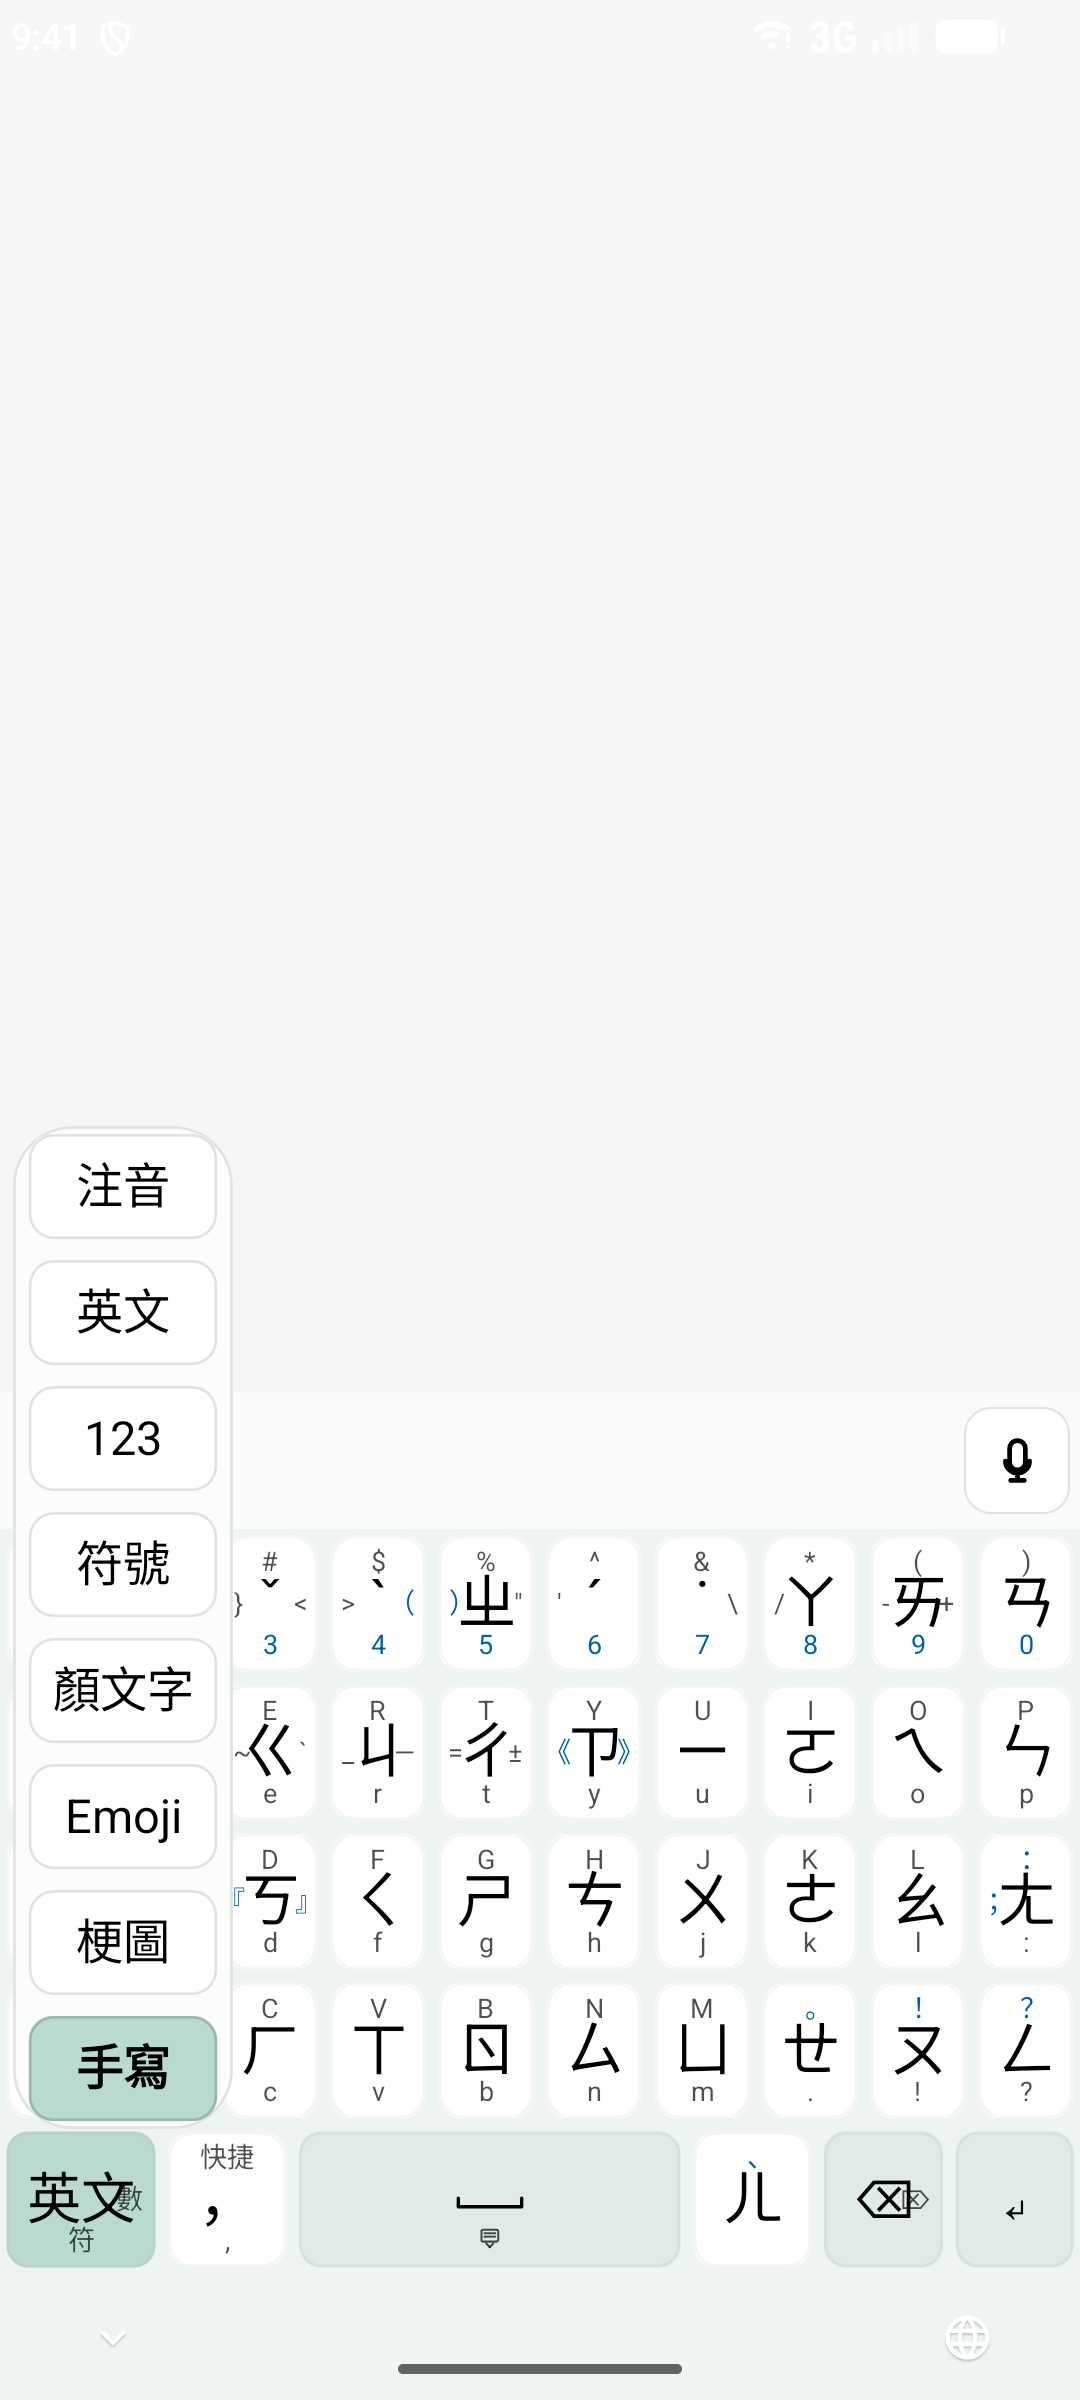 9:41 3G
注音
英文
123
符號
顏文字
Emoji
梗圖
手寫
# $ % ^ & * ( )
} ˇ < > ˋ ( ) ㄓ " ' ˊ ˙ \ / ㄚ - ㄞ + ㄢ
3 4 5 6 7 8 9 0
E R T Y U I O P
~ ㄍ ` _ ㄐ — = ㄔ ± 《 ㄗ 》 ㄧ ㄛ ㄟ ㄣ
e r t y u i o p
D F G H J K L :
『 ㄎ 』 ㄑ ㄕ ㄘ ㄨ ㄜ ㄠ ; ㄤ
d f g h j k l :
C V B N M 。 ! ?
ㄏ ㄒ ㄖ ㄙ ㄩ ㄝ ㄡ ㄥ
c v b n m . ! ?
快捷 、
英文 數 , ㄦ
符 ,